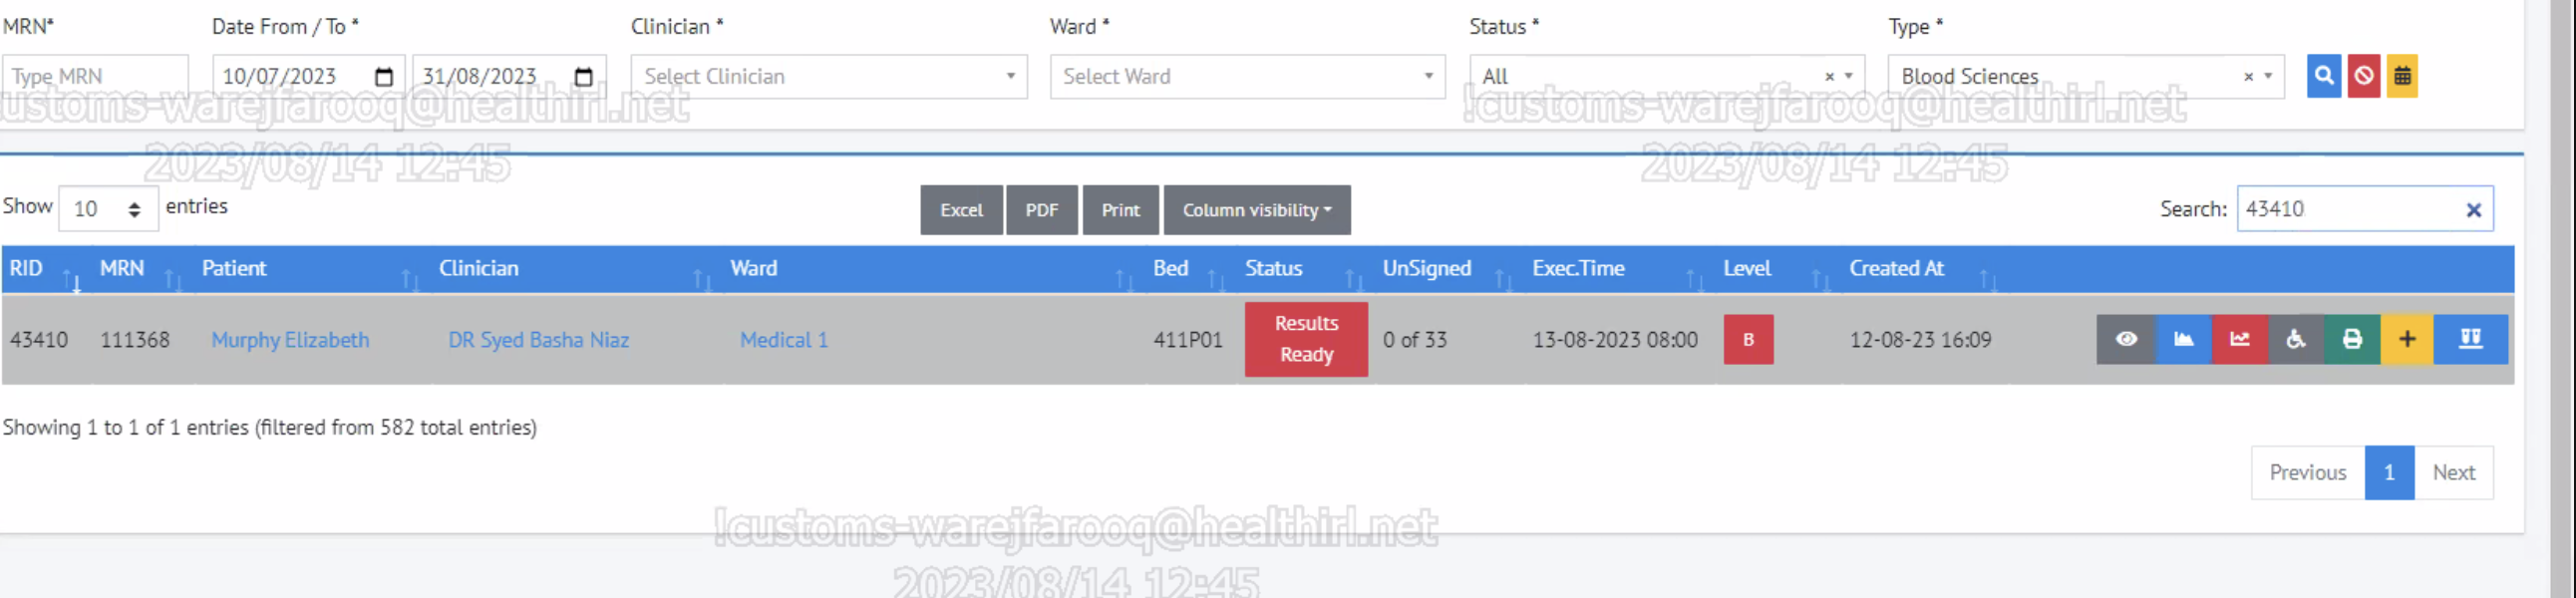 MRN* Date From / To * Clinician * Ward * Status * Type *
Type MRN 10/07/2023 31/08/2023 Select Clinician Select Ward All × Blood Sciences ×
!customs-warejfarooq@healthirl.net !customs-warejfarooq@healthirl.net
2023/08/14 12:45 2023/08/14 12:45
Show 10 entries Excel PDF Print Column visibility Search: 43410 ×
RID MRN Patient Clinician Ward Bed Status UnSigned Exec.Time Level Created At
43410 111368 Murphy Elizabeth DR Syed Basha Niaz Medical 1 411P01 Results Ready 0 of 33 13-08-2023 08:00 B 12-08-23 16:09
Showing 1 to 1 of 1 entries (filtered from 582 total entries)
Previous 1 Next
!customs-warejfarooq@healthirl.net
2023/08/14 12:45